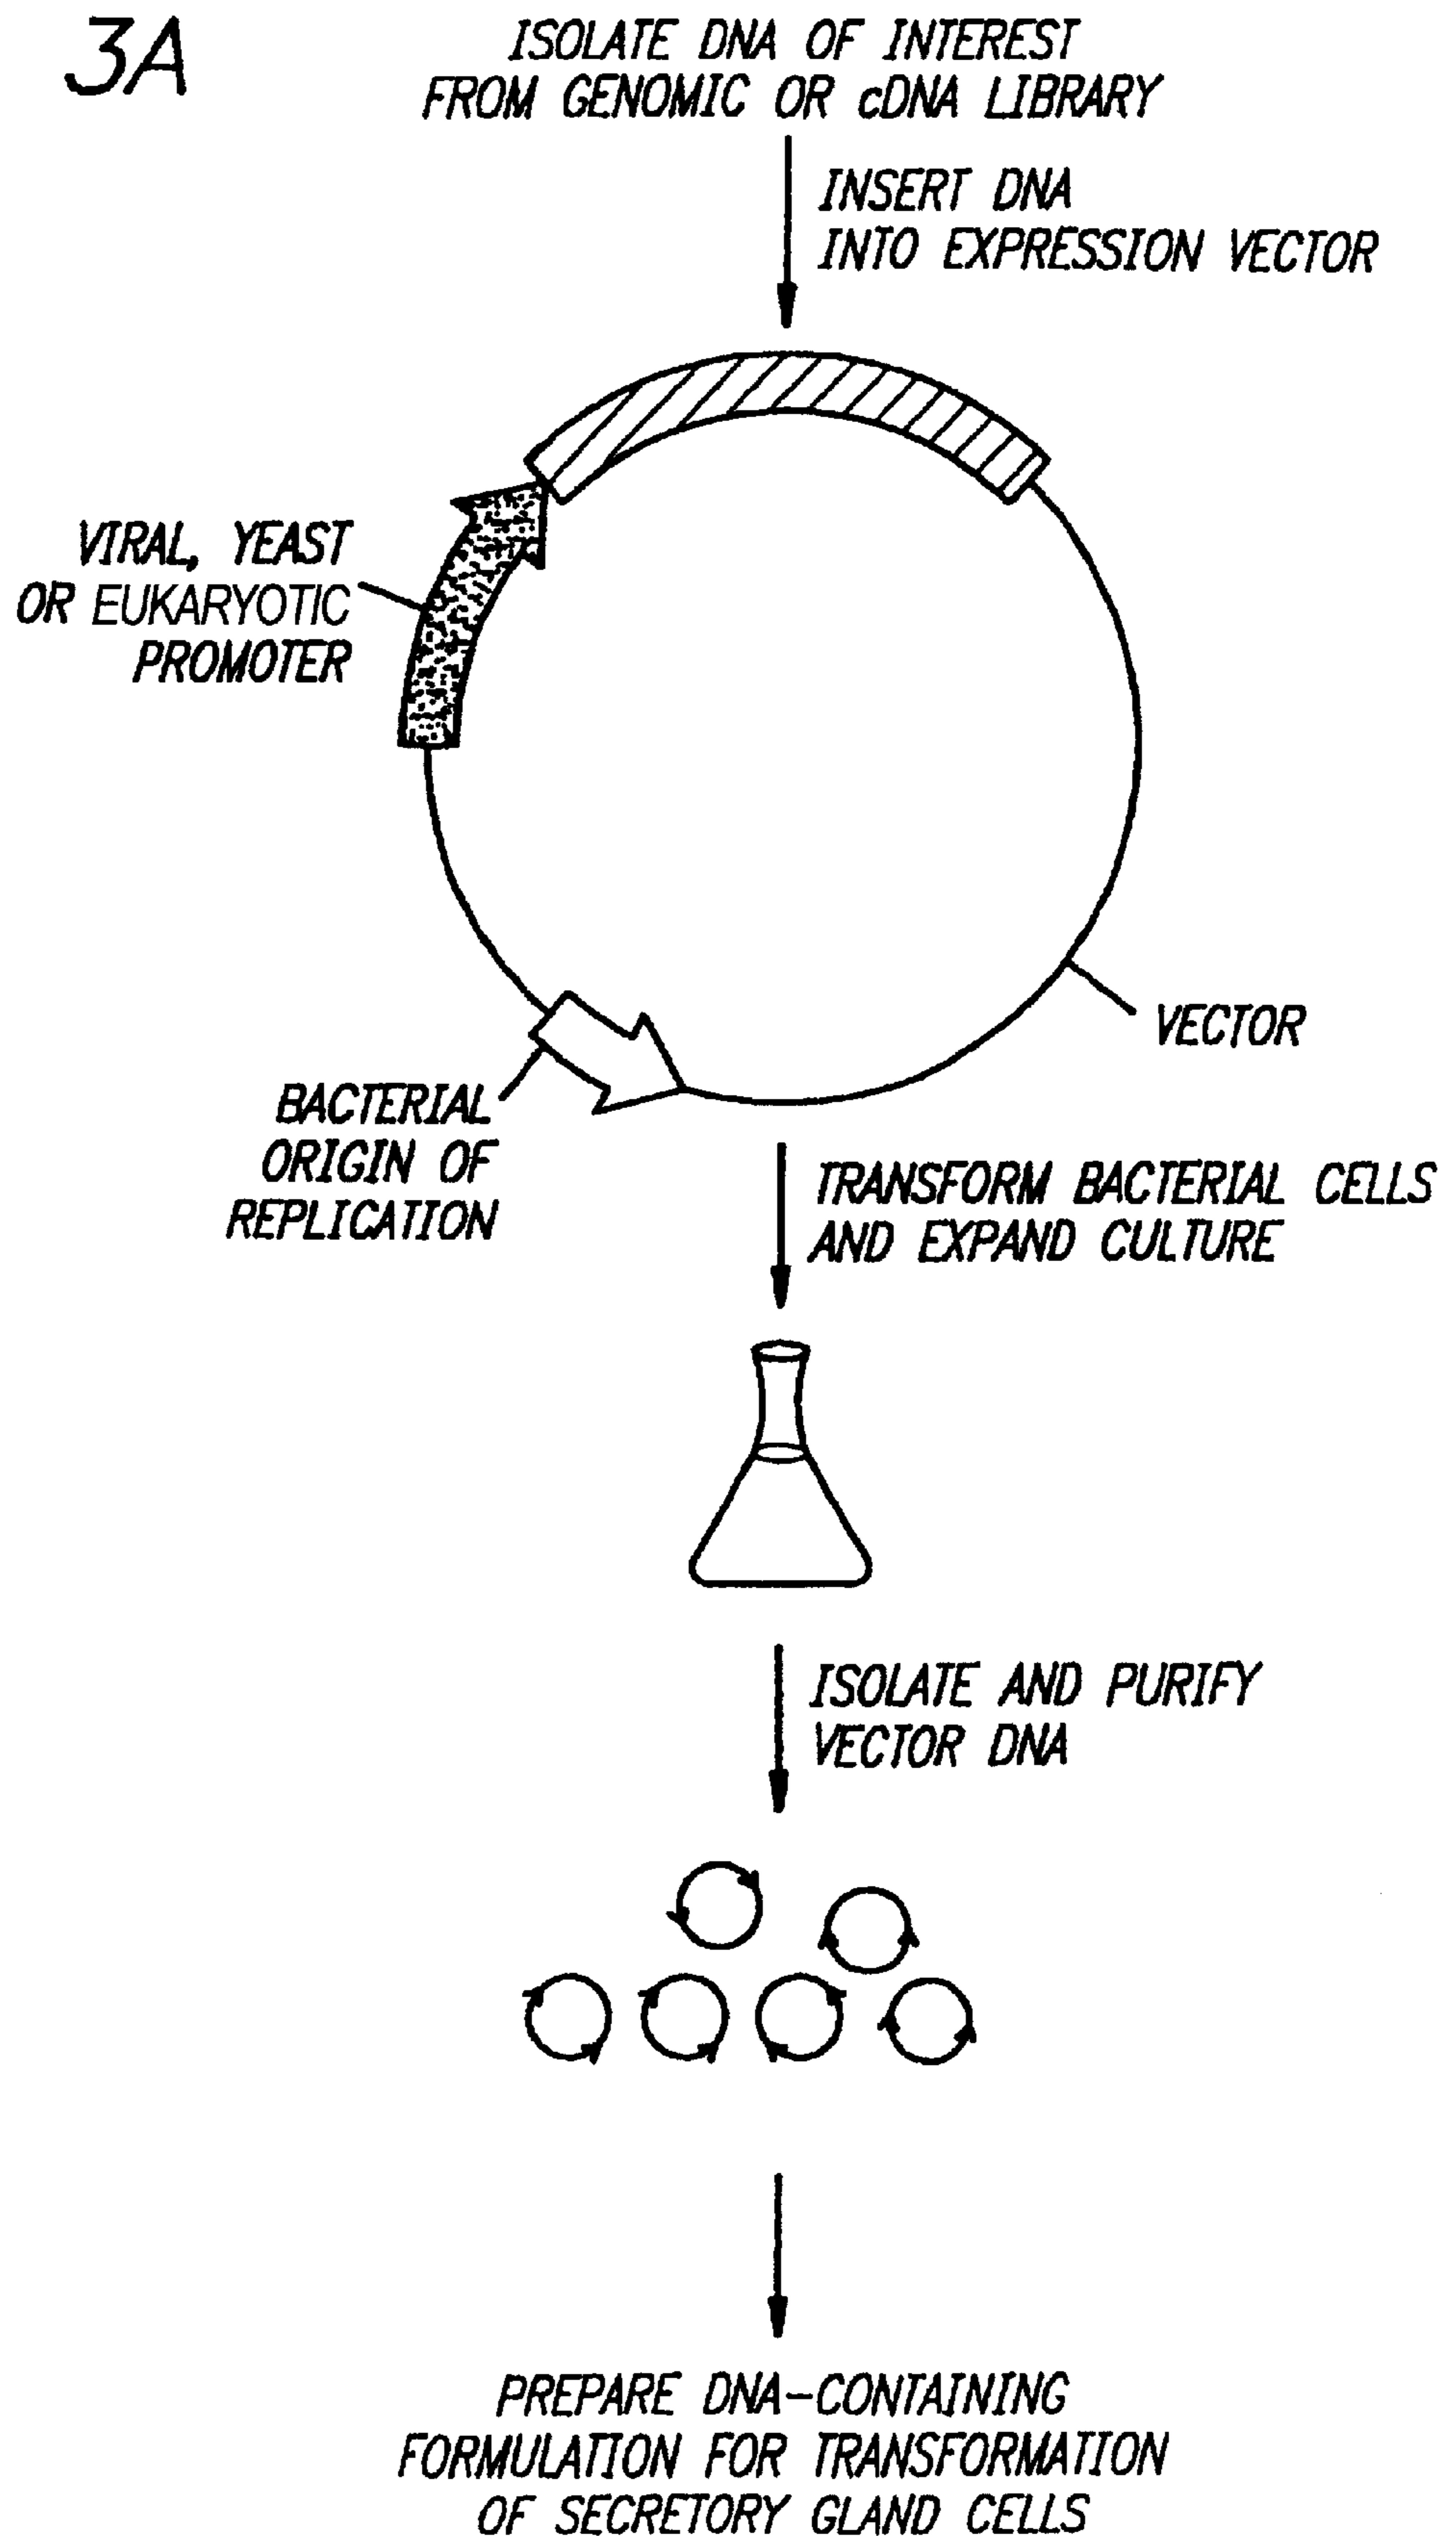 3A
ISOLATE DNA OF INTEREST
FROM GENOMIC OR cDNA LIBRARY
INSERT DNA
INTO EXPRESSION VECTOR
VIRAL, YEAST
OR EUKARYOTIC
PROMOTER
VECTOR
BACTERIAL
ORIGIN OF
REPLICATION
TRANSFORM BACTERIAL CELLS
AND EXPAND CULTURE
ISOLATE AND PURIFY
VECTOR DNA
PREPARE DNA-CONTAINING
FORMULATION FOR TRANSFORMATION
OF SECRETORY GLAND CELLS